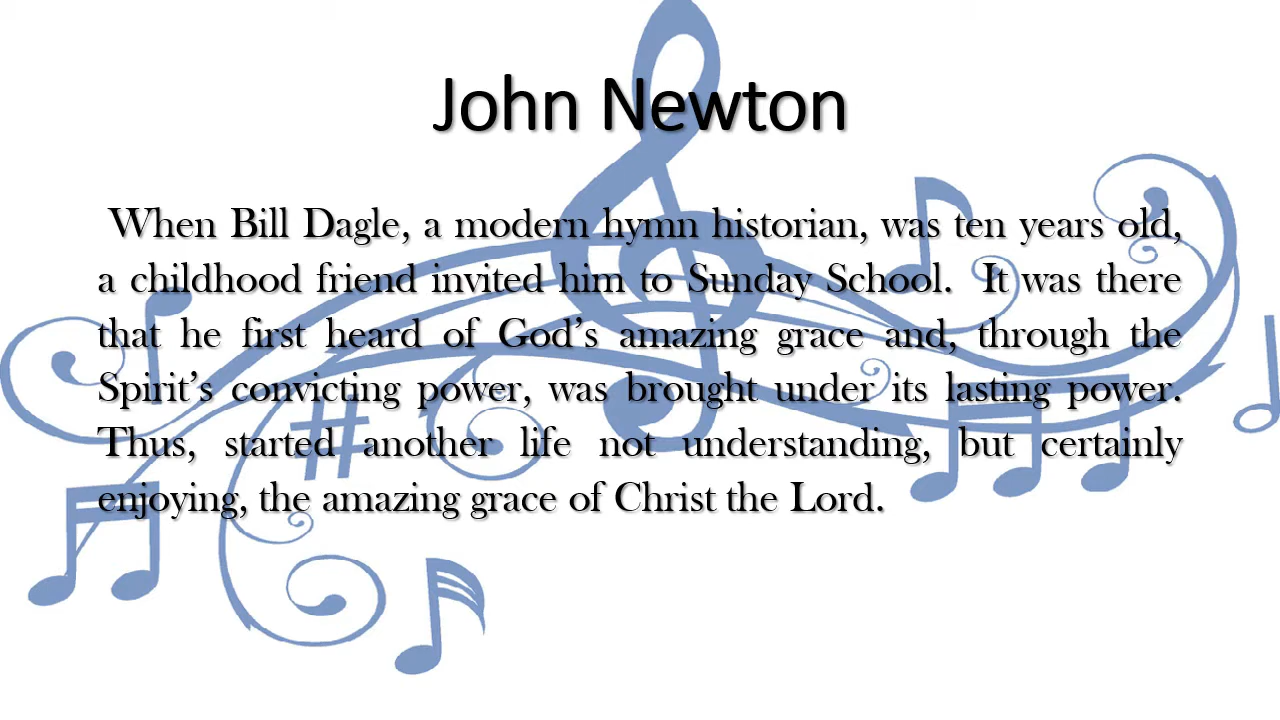 John Newton
When Bill Dagle, a modern hymn historian, was ten years old,
a childhood friend invited him to Sunday School.  It was there
that he first heard of God’s amazing grace and, through the
Spirit’s convicting power, was brought under its lasting power.
Thus, started another life not understanding, but certainly
enjoying, the amazing grace of Christ the Lord.